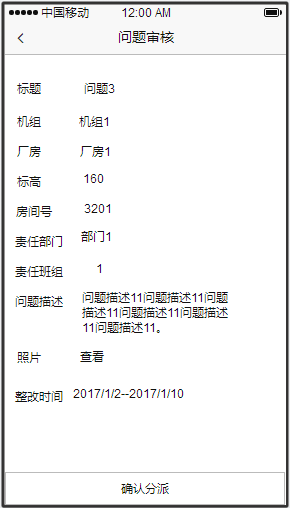 中国移动 12:00 AM
问题审核
标题 问题3
机组 机组1
厂房 厂房1
标高 160
房间号 3201
责任部门 部门1
责任班组 1
问题描述 问题描述11问题描述11问题
描述11问题描述11问题描述
11问题描述11。
照片 查看
整改时间 2017/1/2--2017/1/10
确认分派